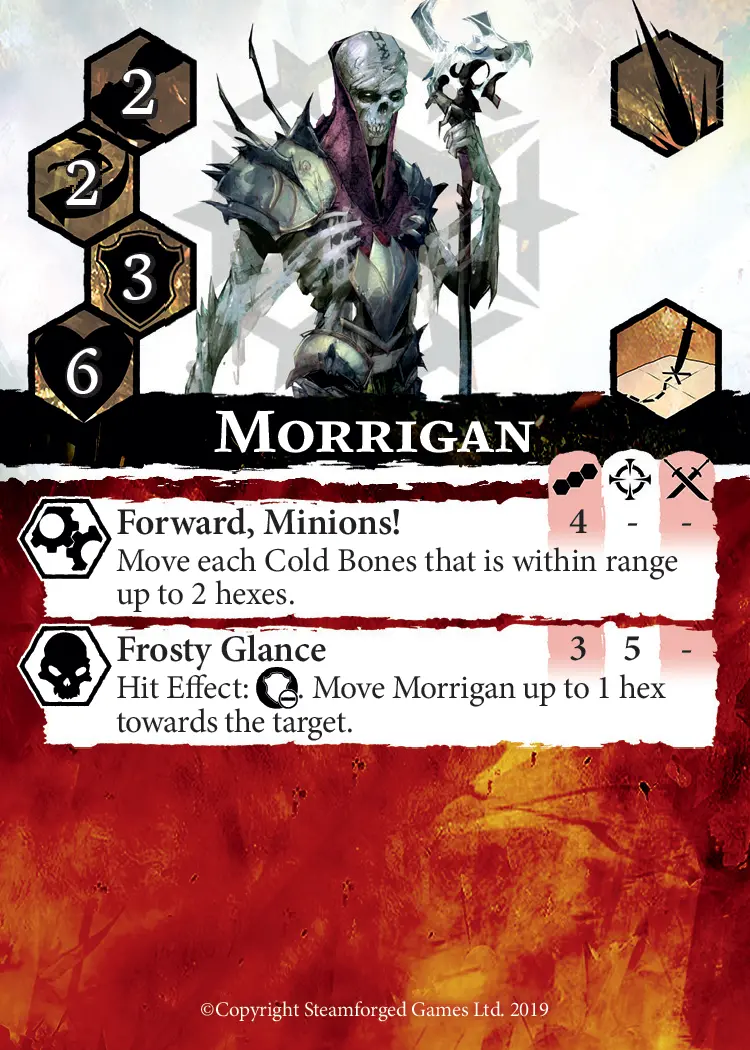 2
2
3
6
Morrigan
Forward, Minions! 4 - -
Move each Cold Bones that is within range
up to 2 hexes.
Frosty Glance 3 5 -
Hit Effect: . Move Morrigan up to 1 hex
towards the target.
©Copyright Steamforged Games Ltd. 2019